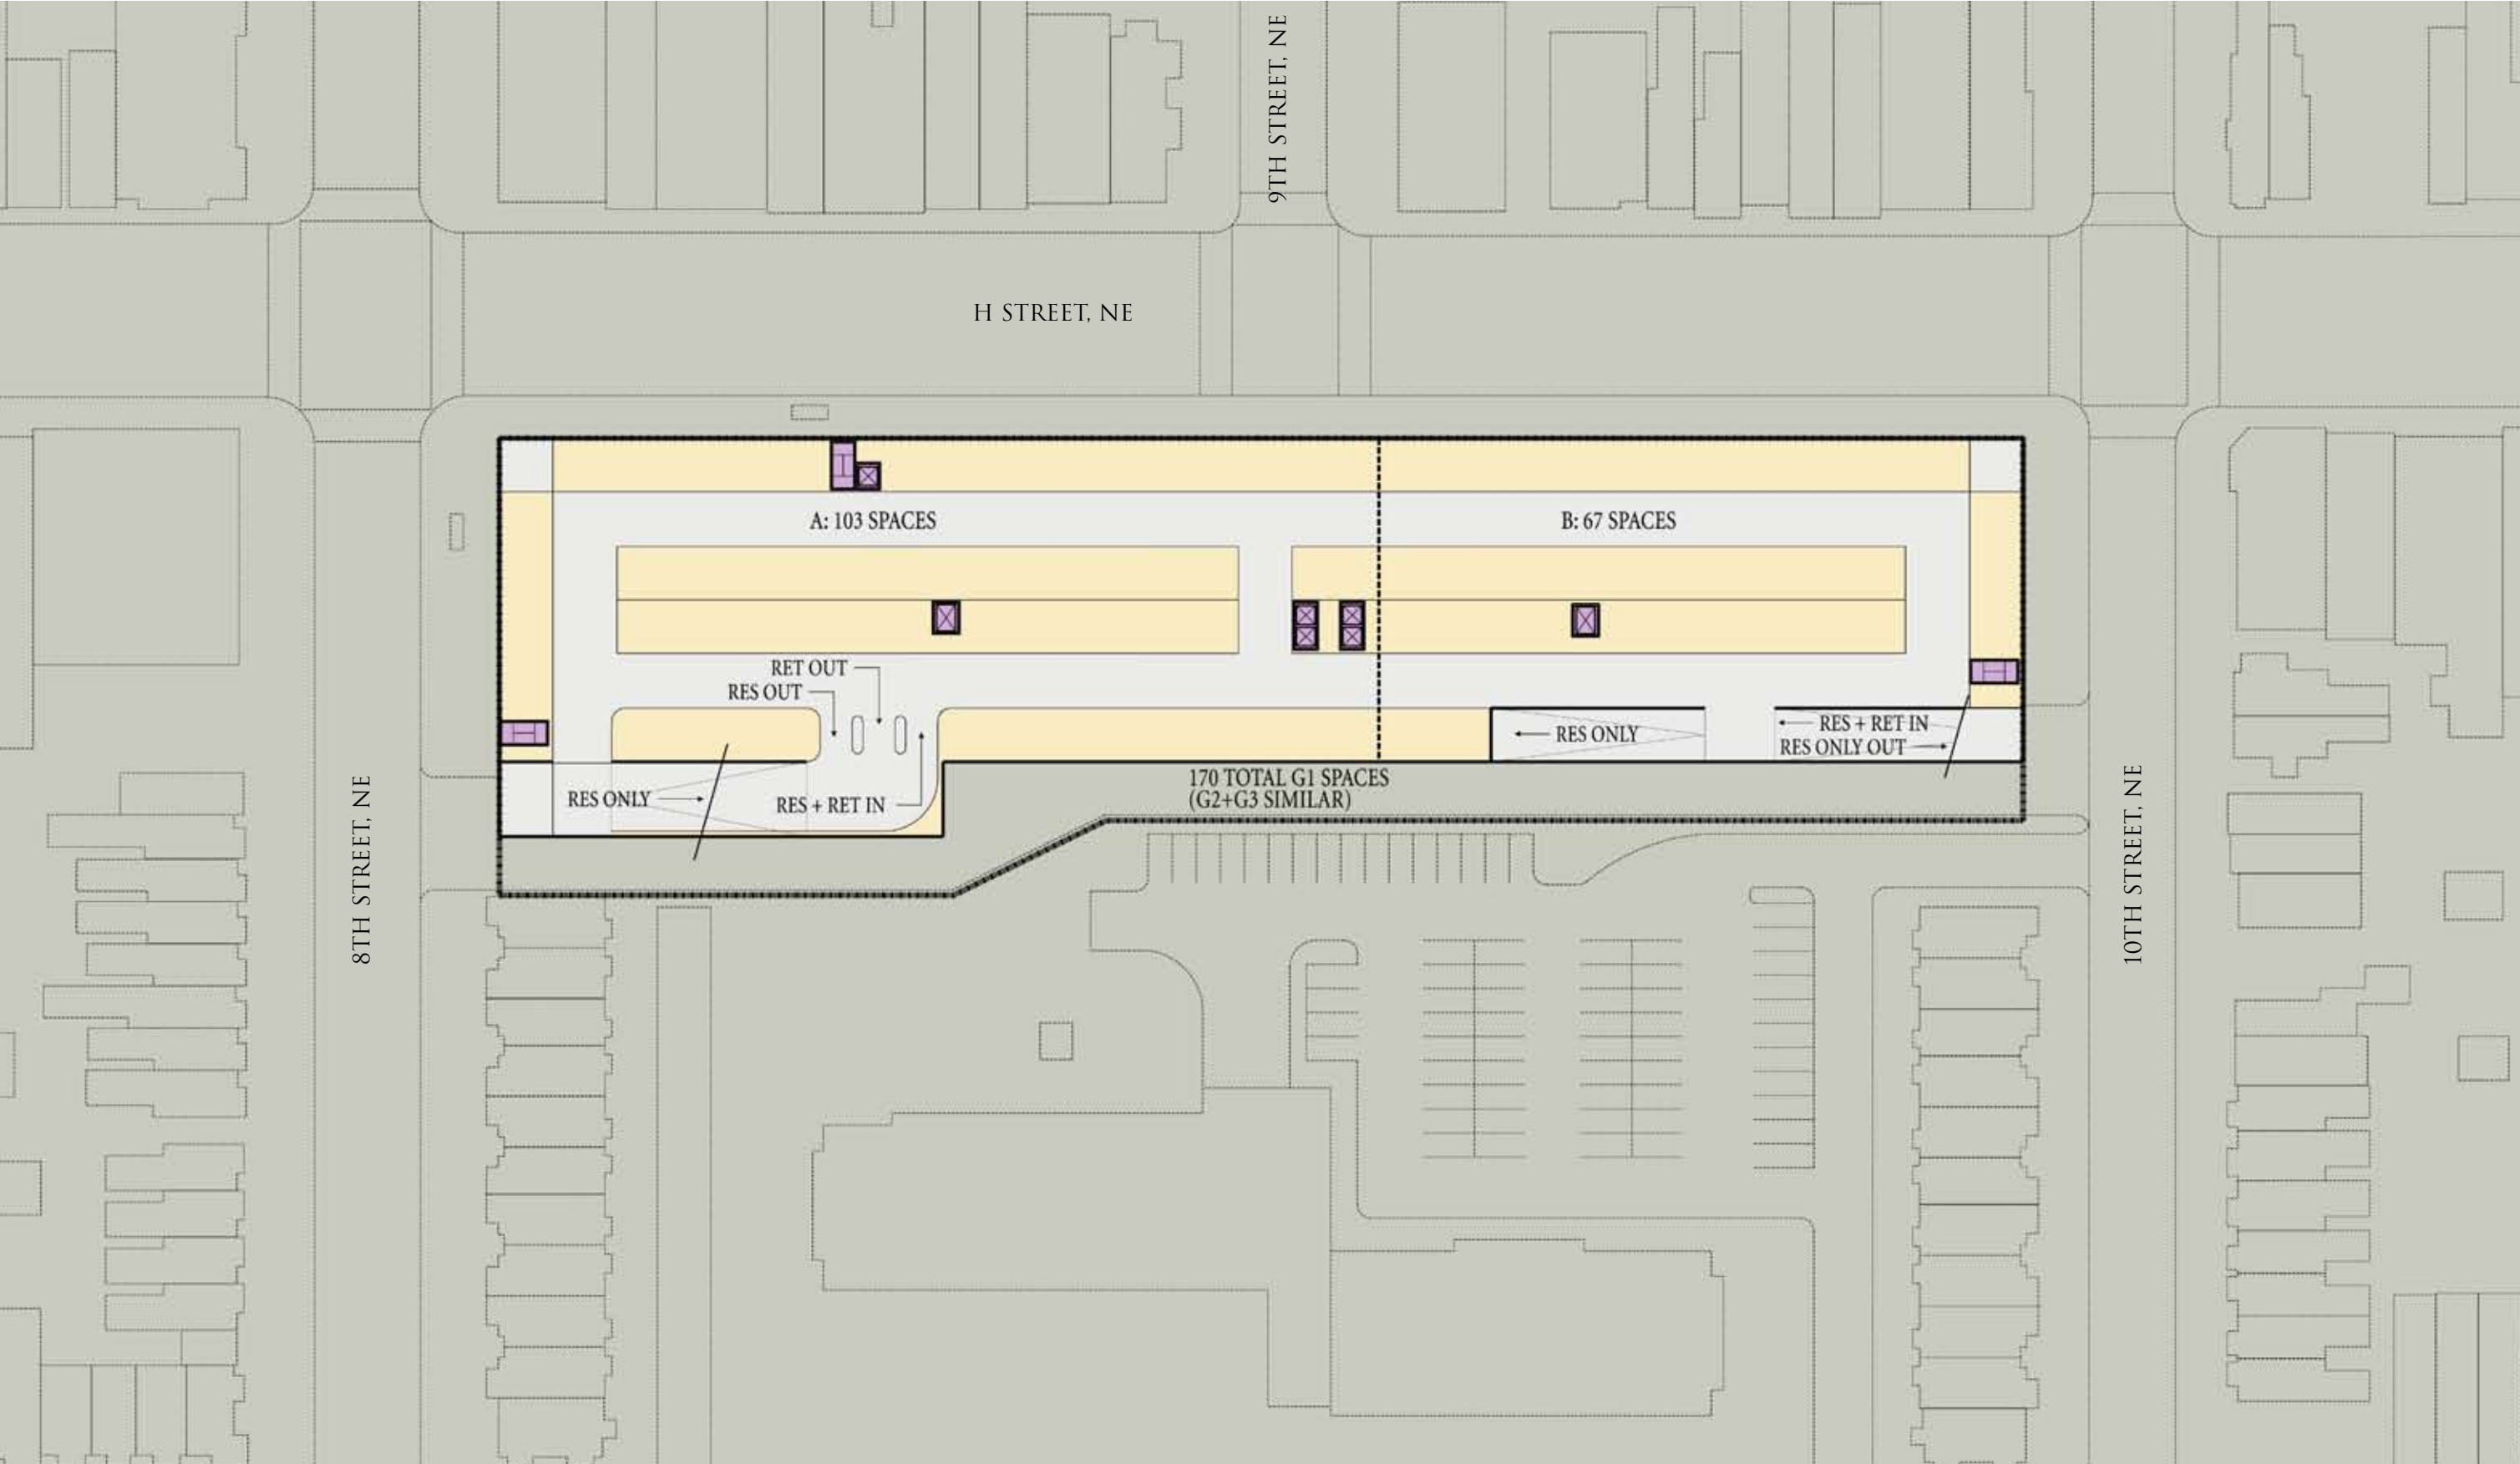 9TH STREET, NE
H STREET, NE
A: 103 SPACES
B: 67 SPACES
RET OUT
RES OUT
RES ONLY
RES + RET IN
RES ONLY OUT
RES ONLY
RES + RET IN
170 TOTAL G1 SPACES
(G2+G3 SIMILAR)
8TH STREET, NE
10TH STREET, NE